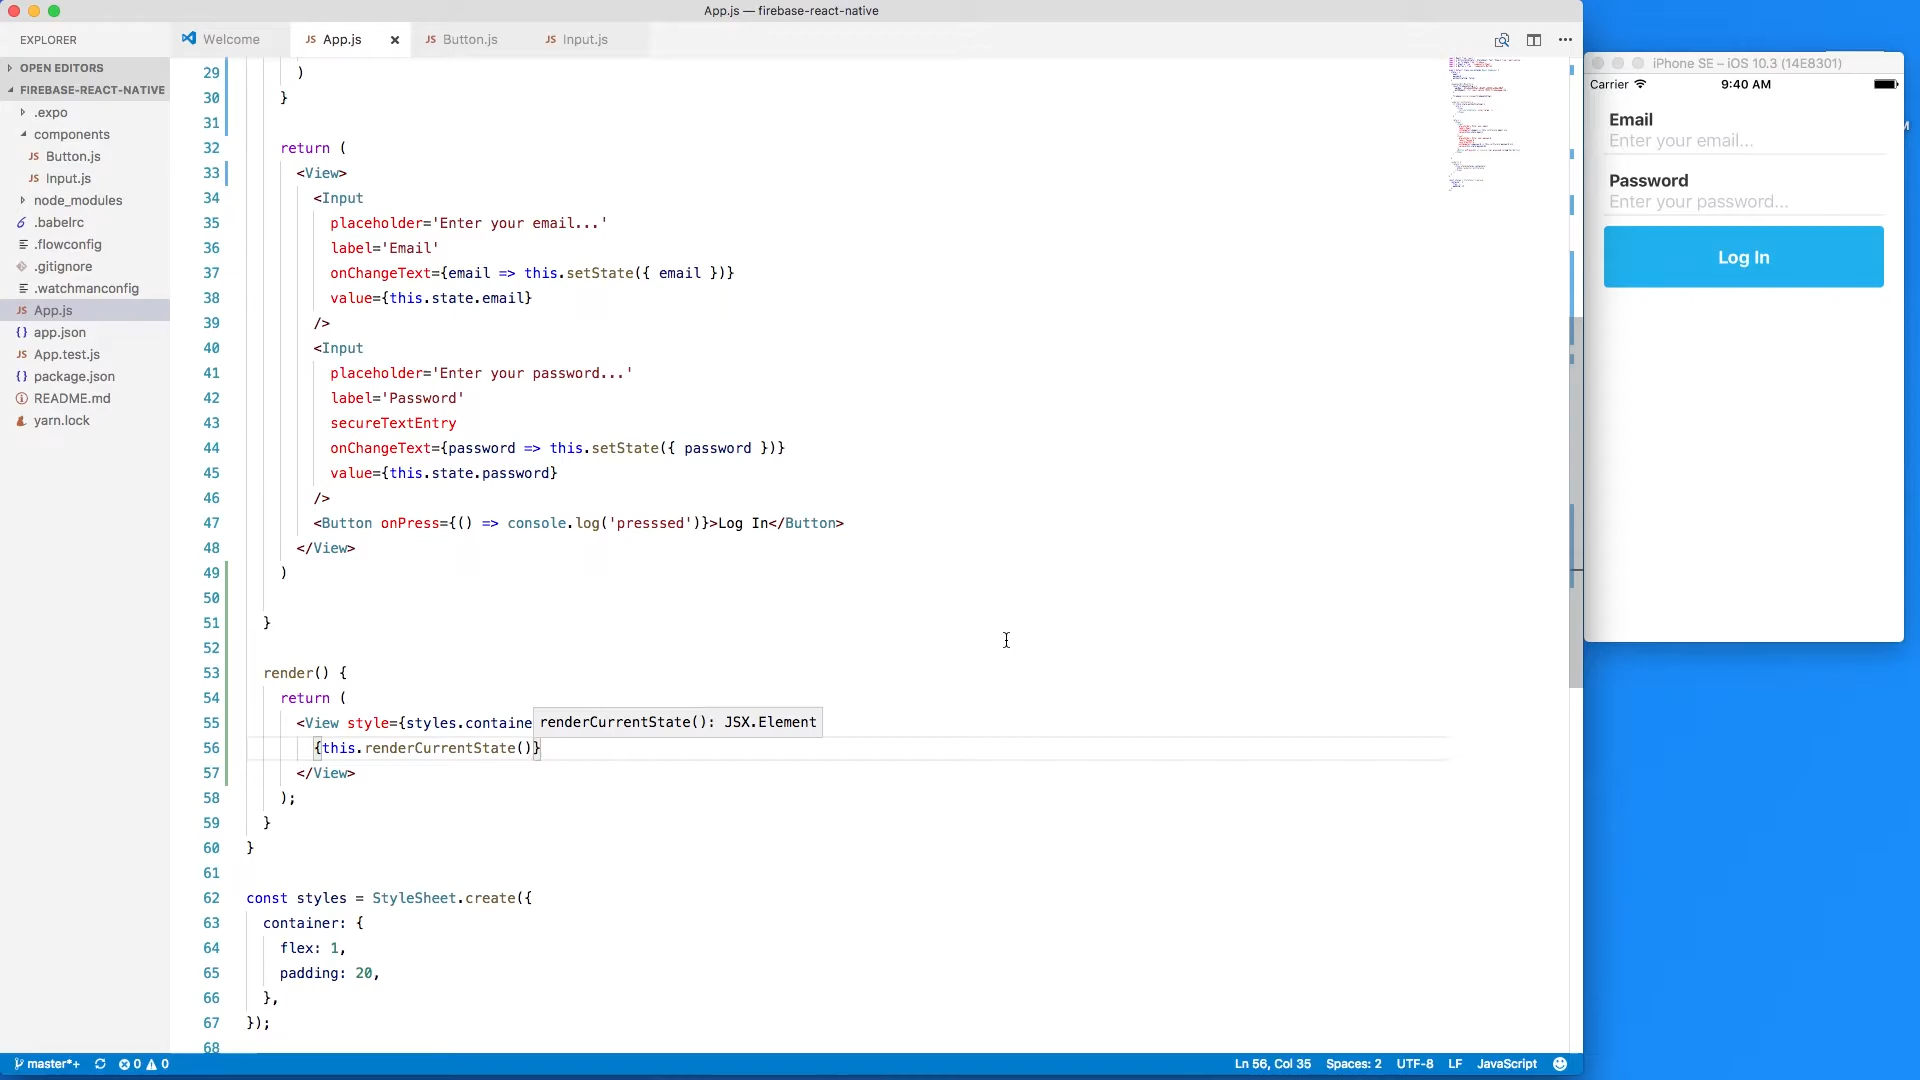 App.js — firebase-react-native
EXPLORER
Welcome
JS App.js
JS Button.js
JS Input.js
OPEN EDITORS
FIREBASE-REACT-NATIVE
.expo
components
JS Button.js
JS Input.js
node_modules
.babelrc
.flowconfig
.gitignore
.watchmanconfig
JS App.js
{} app.json
JS App.test.js
{} package.json
README.md
yarn.lock
29 )
30 }
31
32 return (
33 <View>
34 <Input
35 placeholder='Enter your email...'
36 label='Email'
37 onChangeText={email => this.setState({ email })}
38 value={this.state.email}
39 />
40 <Input
41 placeholder='Enter your password...'
42 label='Password'
43 secureTextEntry
44 onChangeText={password => this.setState({ password })}
45 value={this.state.password}
46 />
47 <Button onPress={() => console.log('presssed')}>Log In</Button>
48 </View>
49 )
50
51 }
52
53 render() {
54 return (
55 <View style={styles.containe
renderCurrentState(): JSX.Element
56 {this.renderCurrentState()}
57 </View>
58 );
59 }
60 }
61
62 const styles = StyleSheet.create({
63 container: {
64 flex: 1,
65 padding: 20,
66 },
67 });
68
master*+ 0 0
Ln 56, Col 35 Spaces: 2 UTF-8 LF JavaScript
iPhone SE – iOS 10.3 (14E8301)
Carrier 9:40 AM
Email
Enter your email...
Password
Enter your password...
Log In